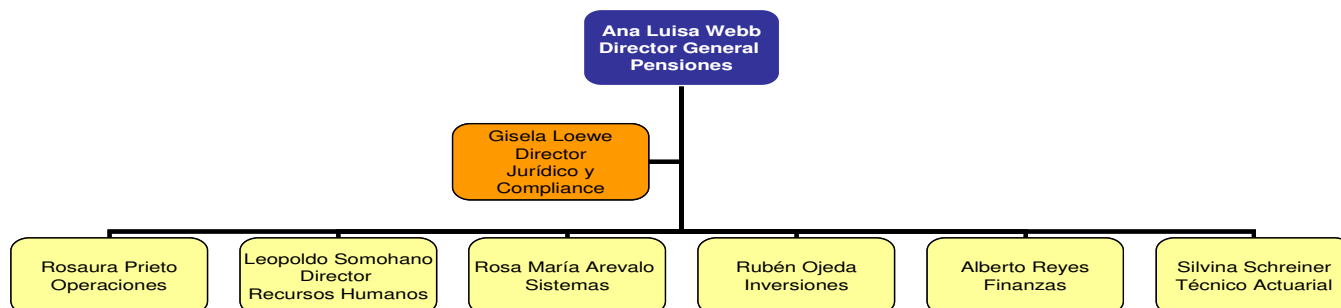 Ana Luisa Webb
Director General
Pensiones
Gisela Loewe
Director
Jurídico y
Compliance
Rosaura Prieto
Operaciones
Leopoldo Somohano
Director
Recursos Humanos
Rosa María Arevalo
Sistemas
Rubén Ojeda
Inversiones
Alberto Reyes
Finanzas
Silvina Schreiner
Técnico Actuarial